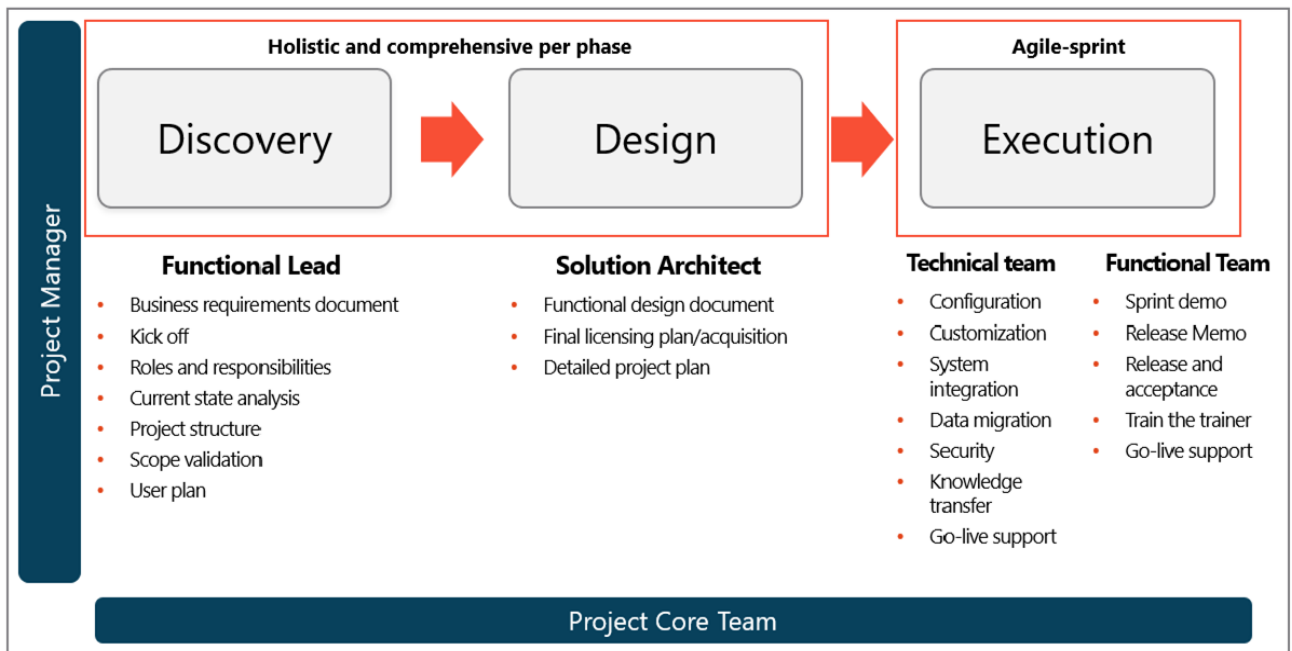 Project Manager
Holistic and comprehensive per phase
Agile-sprint
Discovery
Design
Execution
Functional Lead
• Business requirements document
• Kick off
• Roles and responsibilities
• Current state analysis
• Project structure
• Scope validation
• User plan
Solution Architect
• Functional design document
• Final licensing plan/acquisition
• Detailed project plan
Technical team
• Configuration
• Customization
• System
integration
• Data migration
• Security
• Knowledge
transfer
• Go-live support
Functional Team
• Sprint demo
• Release Memo
• Release and
acceptance
• Train the trainer
• Go-live support
Project Core Team